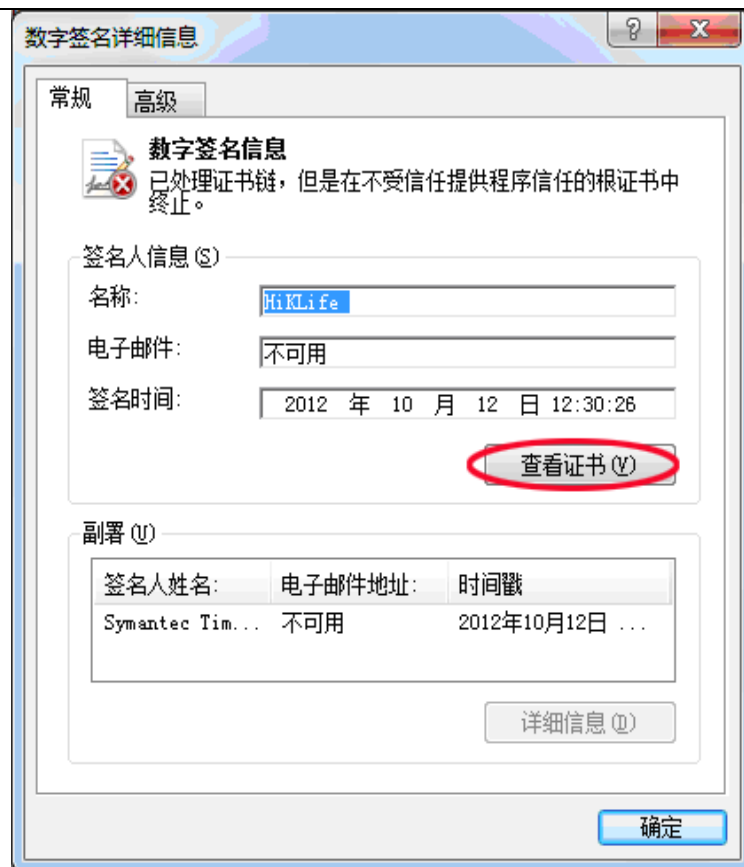 数字签名详细信息
常规
高级
数字签名信息
已处理证书链，但是在不受信任提供程序信任的根证书中
终止。
签名人信息(S)
名称:
HiKLife
电子邮件:
不可用
签名时间:
2012 年 10 月 12 日 12:30:26
查看证书(V)
副署(U)
签名人姓名: 电子邮件地址: 时间戳
Symantec Tim... 不可用 2012年10月12日 ...
详细信息(D)
确定